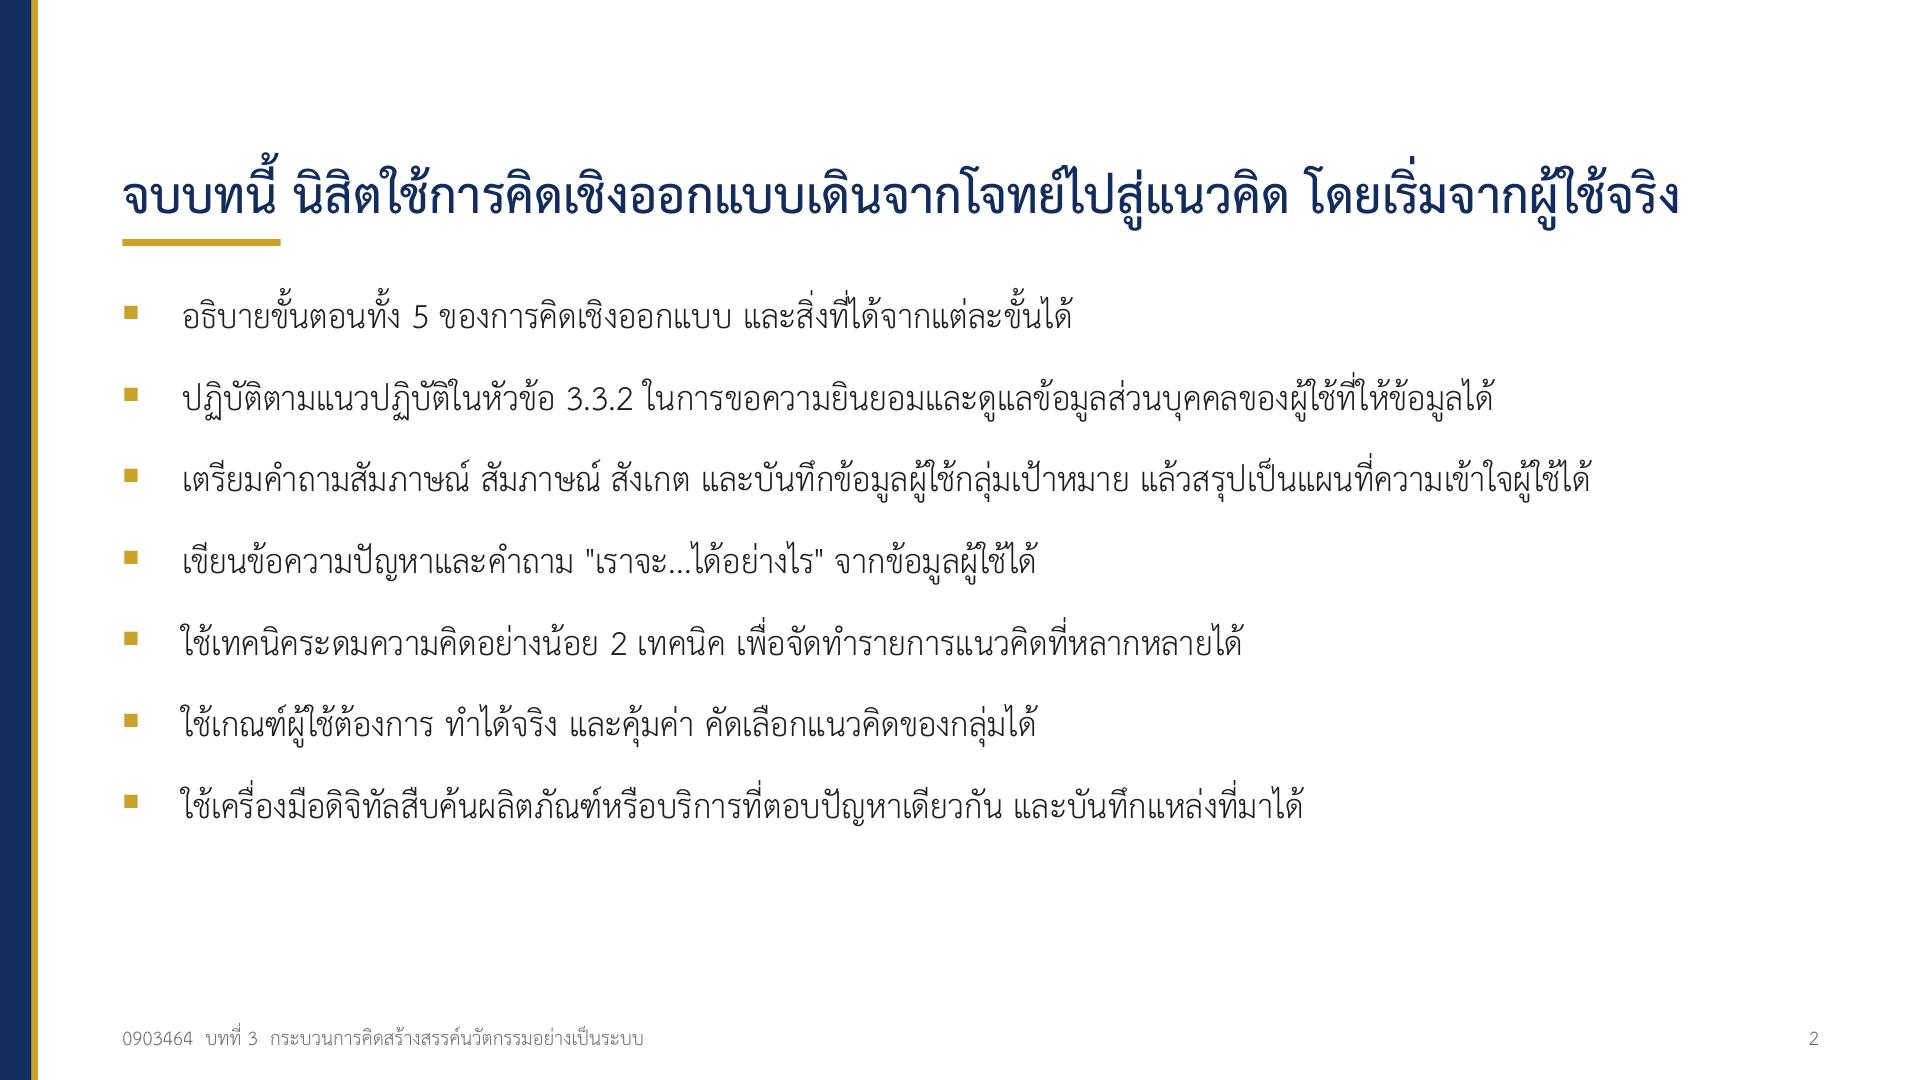 จบบทนี้ นิสิตใช้การคิดเชิงออกแบบเดินจากโจทย์ไปสู่แนวคิด โดยเริ่มจากผู้ใช้จริง
▪ อธิบายขั้นตอนทั้ง 5 ของการคิดเชิงออกแบบ และสิ่งที่ได้จากแต่ละขั้นได้
▪ ปฏิบัติตามแนวปฏิบัติในหัวข้อ 3.3.2 ในการขอความยินยอมและดูแลข้อมูลส่วนบุคคลของผู้ใช้ที่ให้ข้อมูลได้
▪ เตรียมคำถามสัมภาษณ์ สัมภาษณ์ สังเกต และบันทึกข้อมูลผู้ใช้กลุ่มเป้าหมาย แล้วสรุปเป็นแผนที่ความเข้าใจผู้ใช้ได้
▪ เขียนข้อความปัญหาและคำถาม "เราจะ...ได้อย่างไร" จากข้อมูลผู้ใช้ได้
▪ ใช้เทคนิคระดมความคิดอย่างน้อย 2 เทคนิค เพื่อจัดทำรายการแนวคิดที่หลากหลายได้
▪ ใช้เกณฑ์ผู้ใช้ต้องการ ทำได้จริง และคุ้มค่า คัดเลือกแนวคิดของกลุ่มได้
▪ ใช้เครื่องมือดิจิทัลสืบค้นผลิตภัณฑ์หรือบริการที่ตอบปัญหาเดียวกัน และบันทึกแหล่งที่มาได้
0903464 บทที่ 3 กระบวนการคิดสร้างสรรค์นวัตกรรมอย่างเป็นระบบ
2